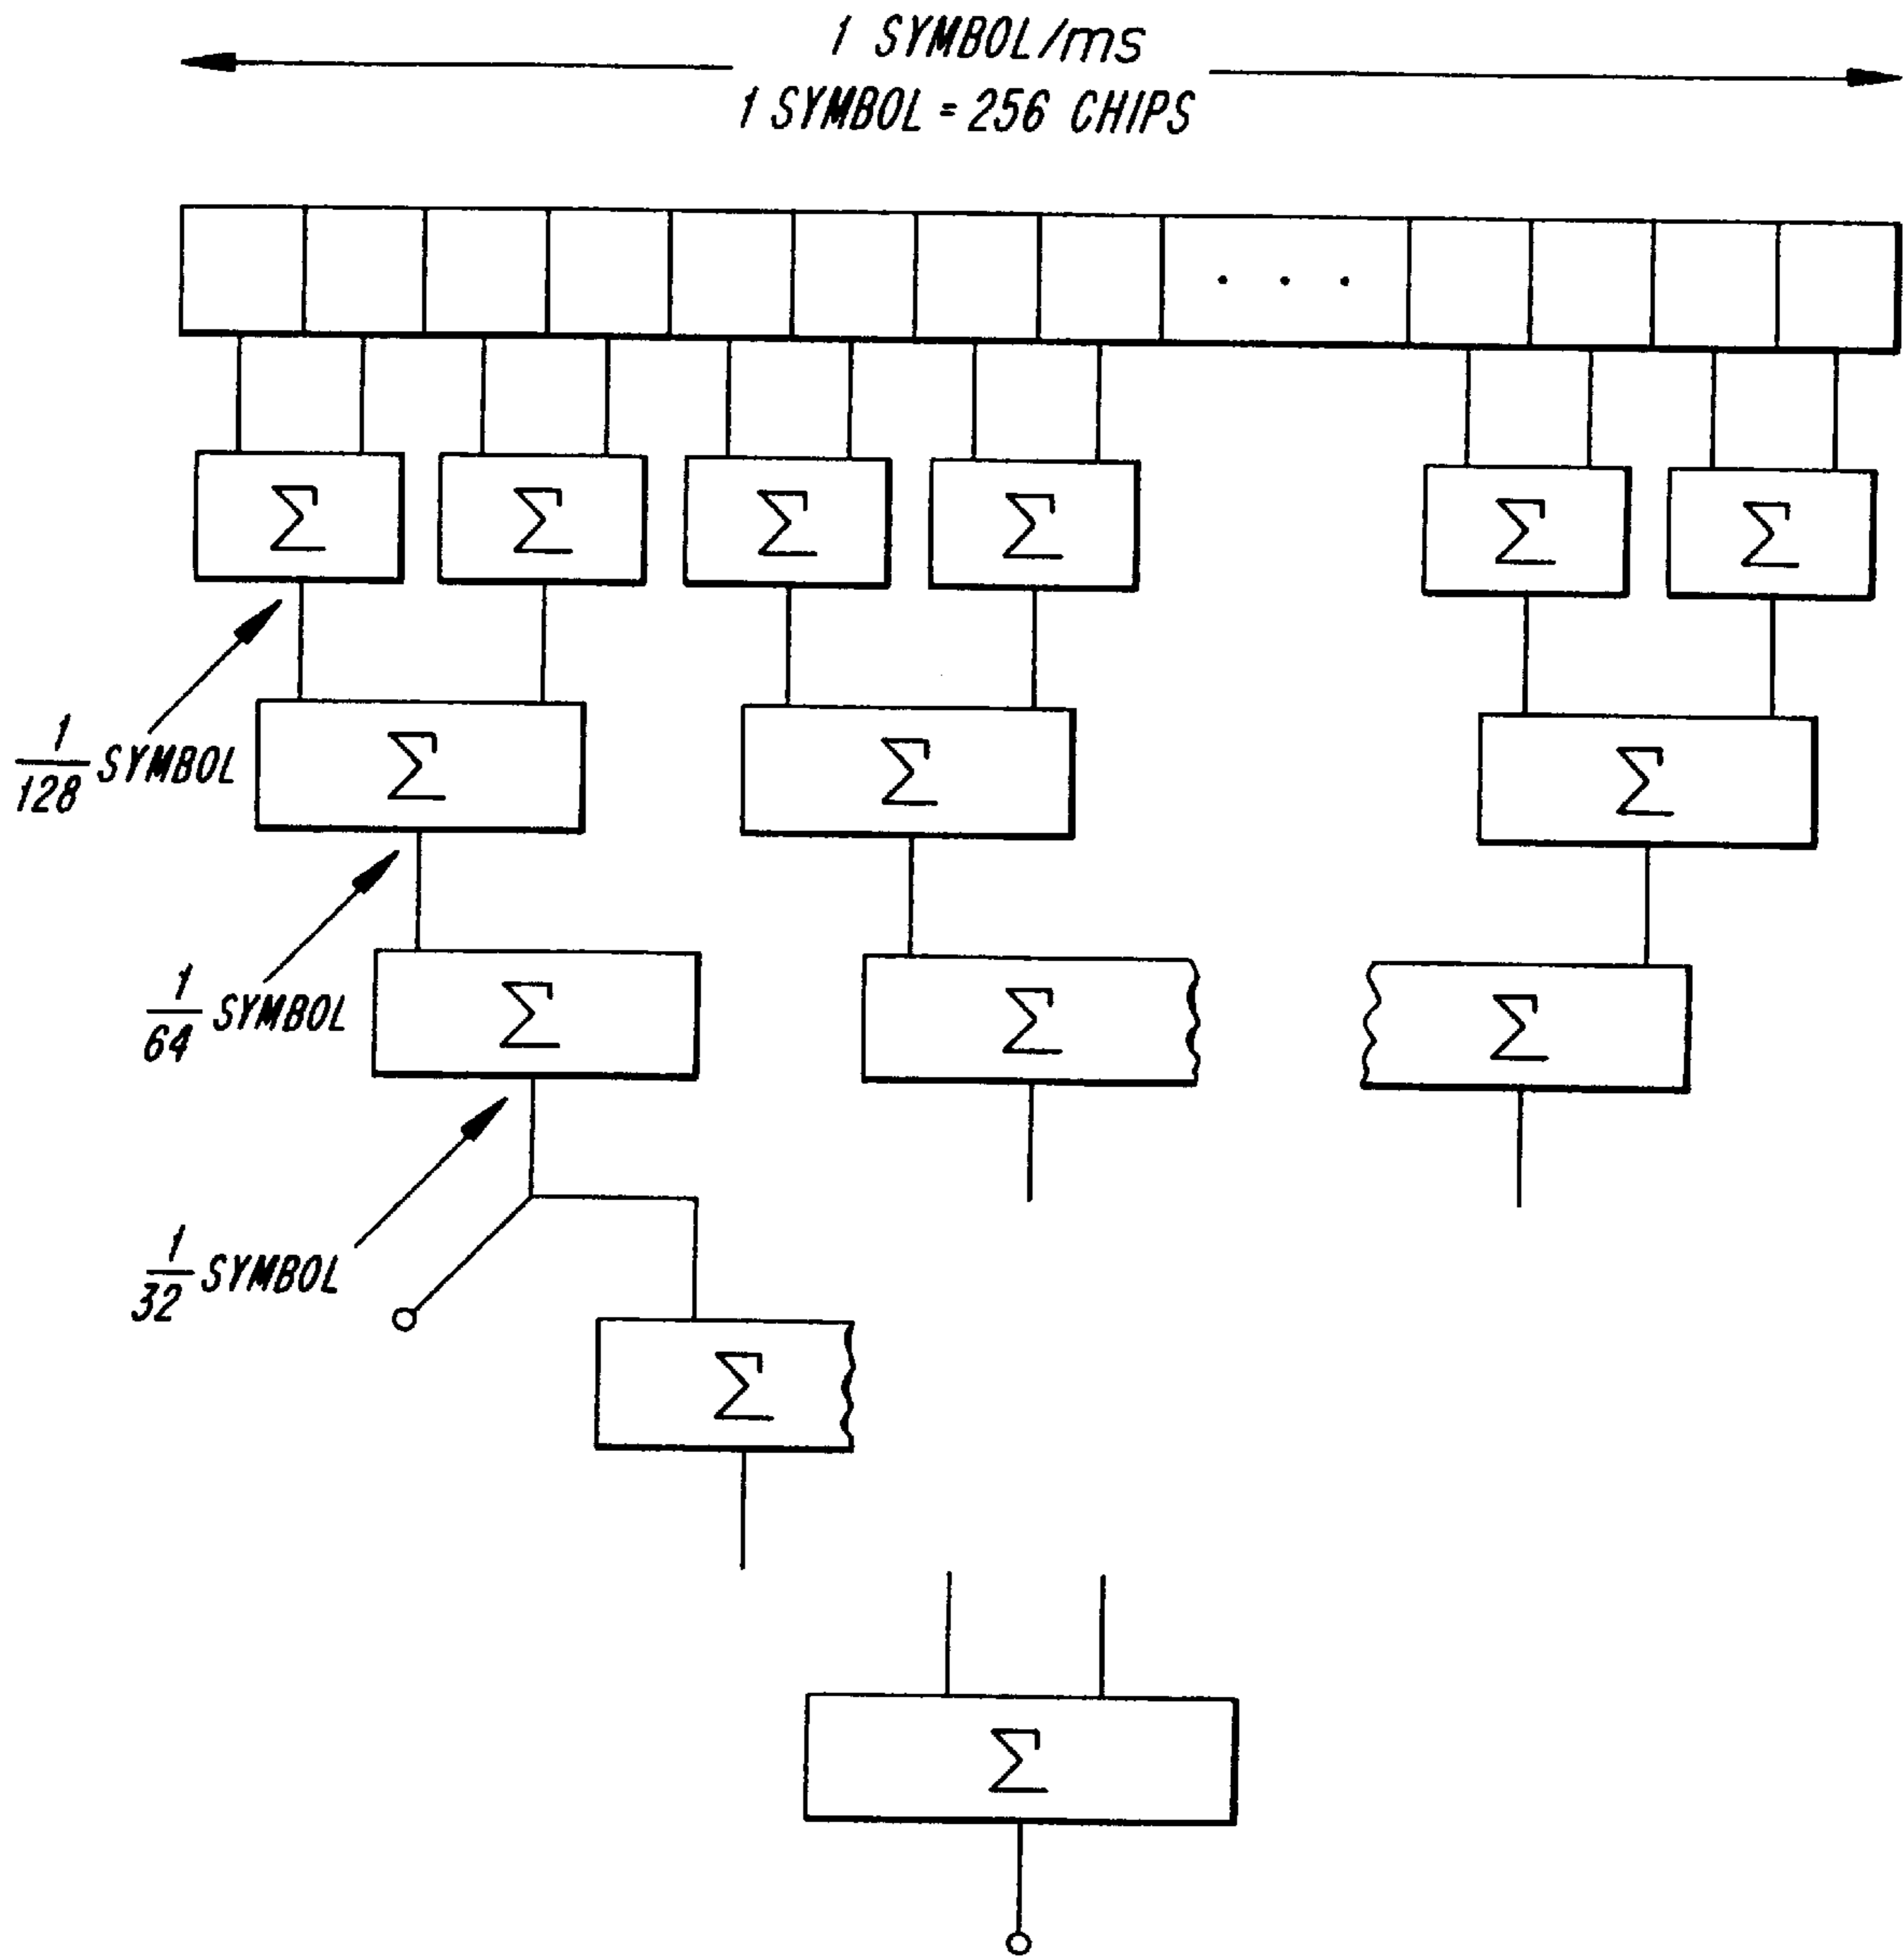 1 SYMBOL/ms
1 SYMBOL = 256 CHIPS
. . .
Σ Σ Σ Σ Σ Σ
1/128 SYMBOL
Σ Σ Σ
1/64 SYMBOL
Σ Σ Σ
1/32 SYMBOL
Σ
Σ